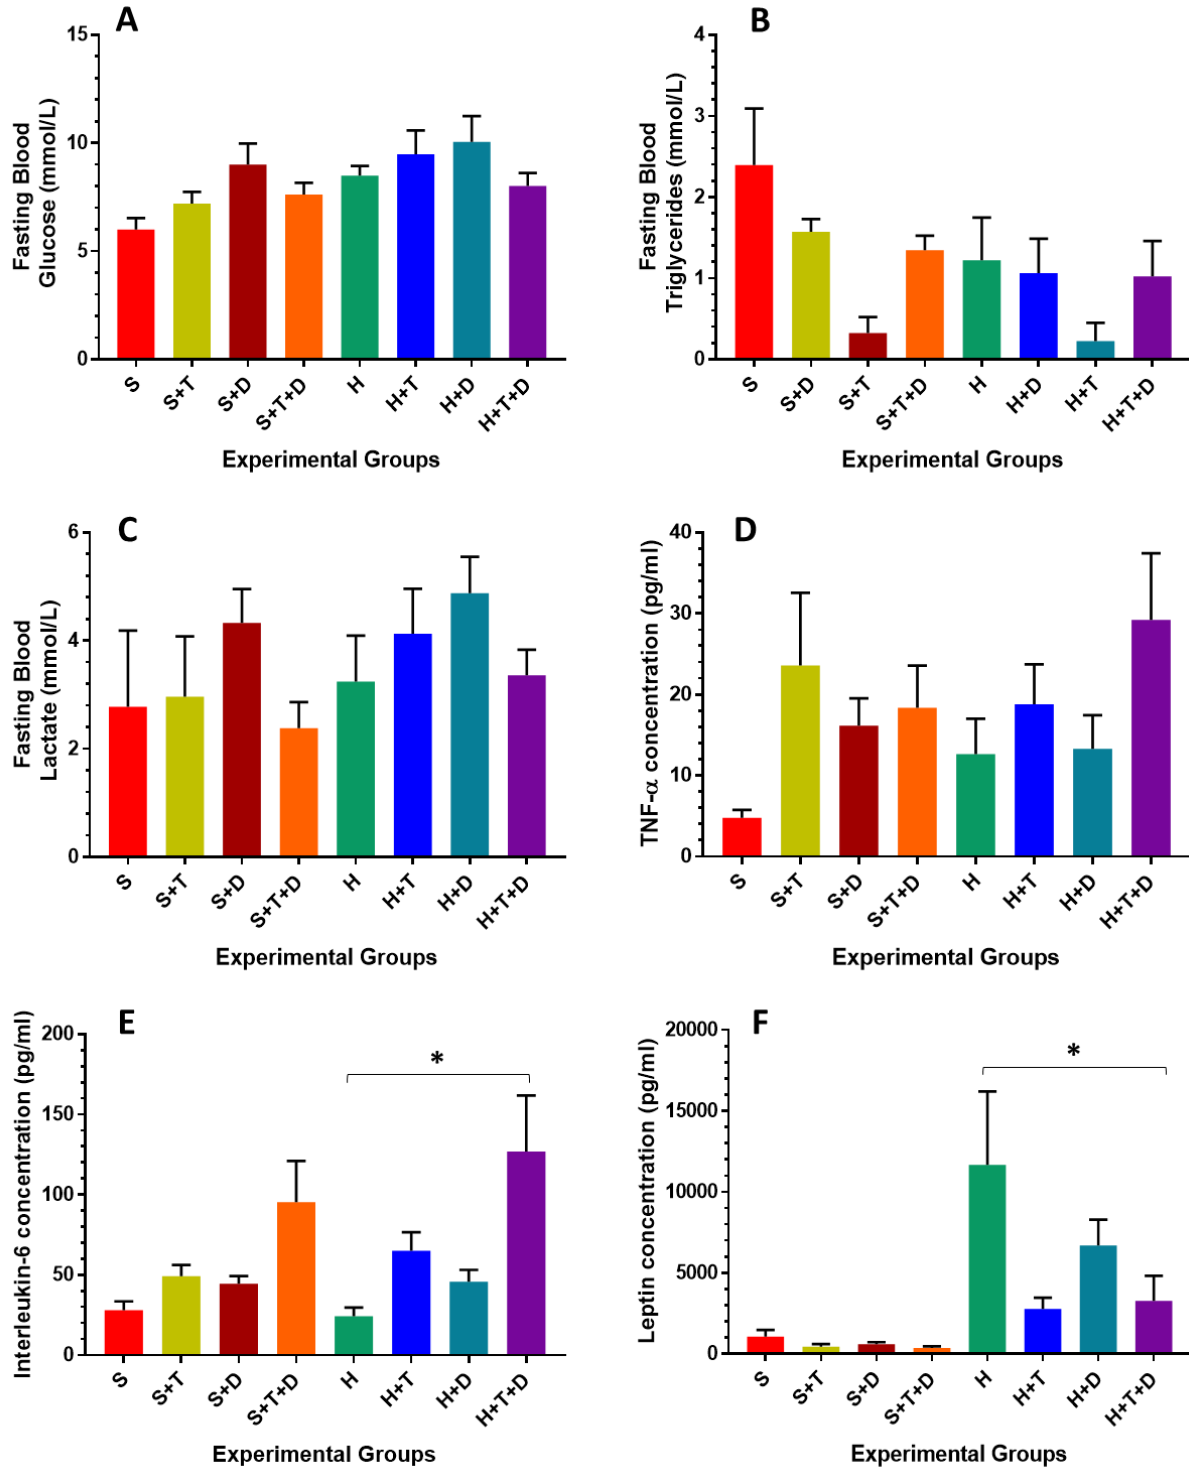 A
Fasting Blood
Glucose (mmol/L)
15
10
5
0
S
S+T
S+D
S+T+D
H
H+T
H+D
H+T+D
Experimental Groups
B
Fasting Blood
Triglycerides (mmol/L)
4
3
2
1
0
S
S+D
S+T
S+T+D
H
H+D
H+T
H+T+D
Experimental Groups
C
Fasting Blood
Lactate (mmol/L)
6
4
2
0
S
S+T
S+D
S+T+D
H
H+T
H+D
H+T+D
Experimental Groups
D
TNF-α concentration (pg/ml)
40
30
20
10
0
S
S+T
S+D
S+T+D
H
H+T
H+D
H+T+D
Experimental Groups
E
Interleukin-6 concentration (pg/ml)
200
150
100
50
0
*
S
S+T
S+D
S+T+D
H
H+T
H+D
H+T+D
Experimental Groups
F
Leptin concentration (pg/ml)
20000
15000
10000
5000
0
*
S
S+T
S+D
S+T+D
H
H+T
H+D
H+T+D
Experimental Groups